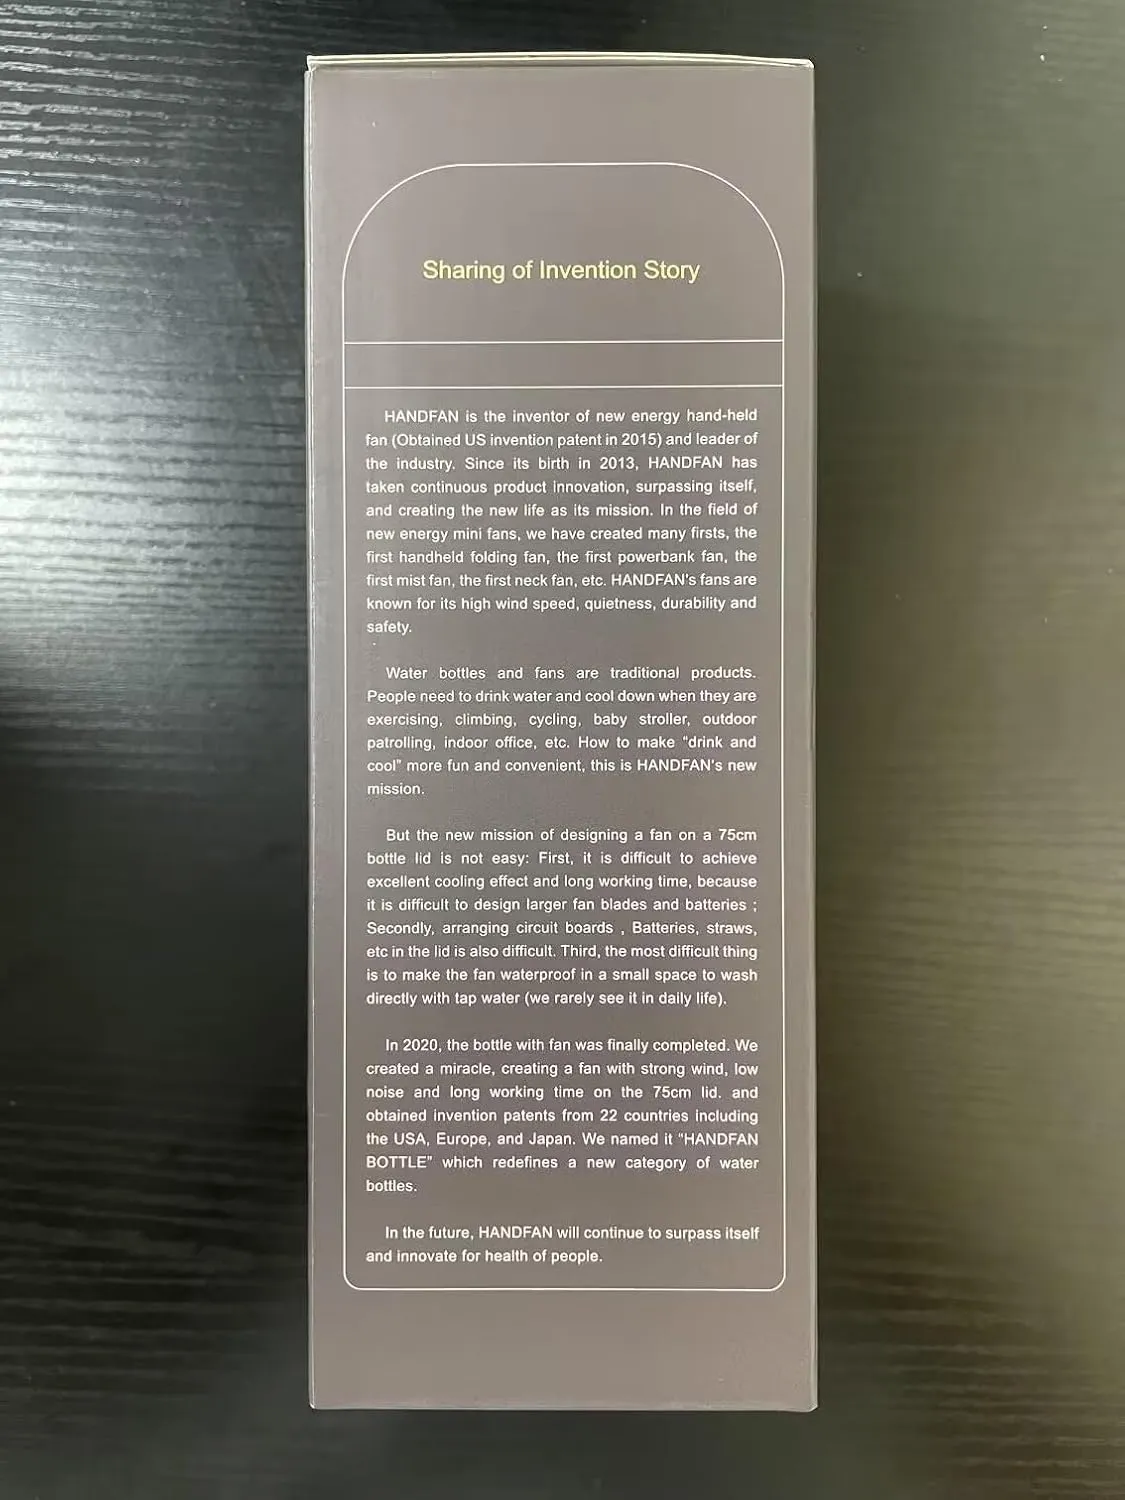 Sharing of Invention Story
HANDFAN is the inventor of new energy hand-held
fan (Obtained US invention patent in 2015) and leader of
the industry. Since its birth in 2013, HANDFAN has
taken continuous product innovation, surpassing itself,
and creating the new life as its mission. In the field of
new energy mini fans, we have created many firsts, the
first handheld folding fan, the first powerbank fan, the
first mist fan, the first neck fan, etc. HANDFAN's fans are
known for its high wind speed, quietness, durability and
safety.
Water bottles and fans are traditional products.
People need to drink water and cool down when they are
exercising, climbing, cycling, baby stroller, outdoor
patrolling, indoor office, etc. How to make "drink and
cool" more fun and convenient, this is HANDFAN's new
mission.
But the new mission of designing a fan on a 75cm
bottle lid is not easy: First, it is difficult to achieve
excellent cooling effect and long working time, because
it is difficult to design larger fan blades and batteries ;
Secondly, arranging circuit boards , Batteries, straws,
etc in the lid is also difficult. Third, the most difficult thing
is to make the fan waterproof in a small space to wash
directly with tap water (we rarely see it in daily life).
In 2020, the bottle with fan was finally completed. We
created a miracle, creating a fan with strong wind, low
noise and long working time on the 75cm lid. and
obtained invention patents from 22 countries including
the USA, Europe, and Japan. We named it "HANDFAN
BOTTLE" which redefines a new category of water
bottles.
In the future, HANDFAN will continue to surpass itself
and innovate for health of people.